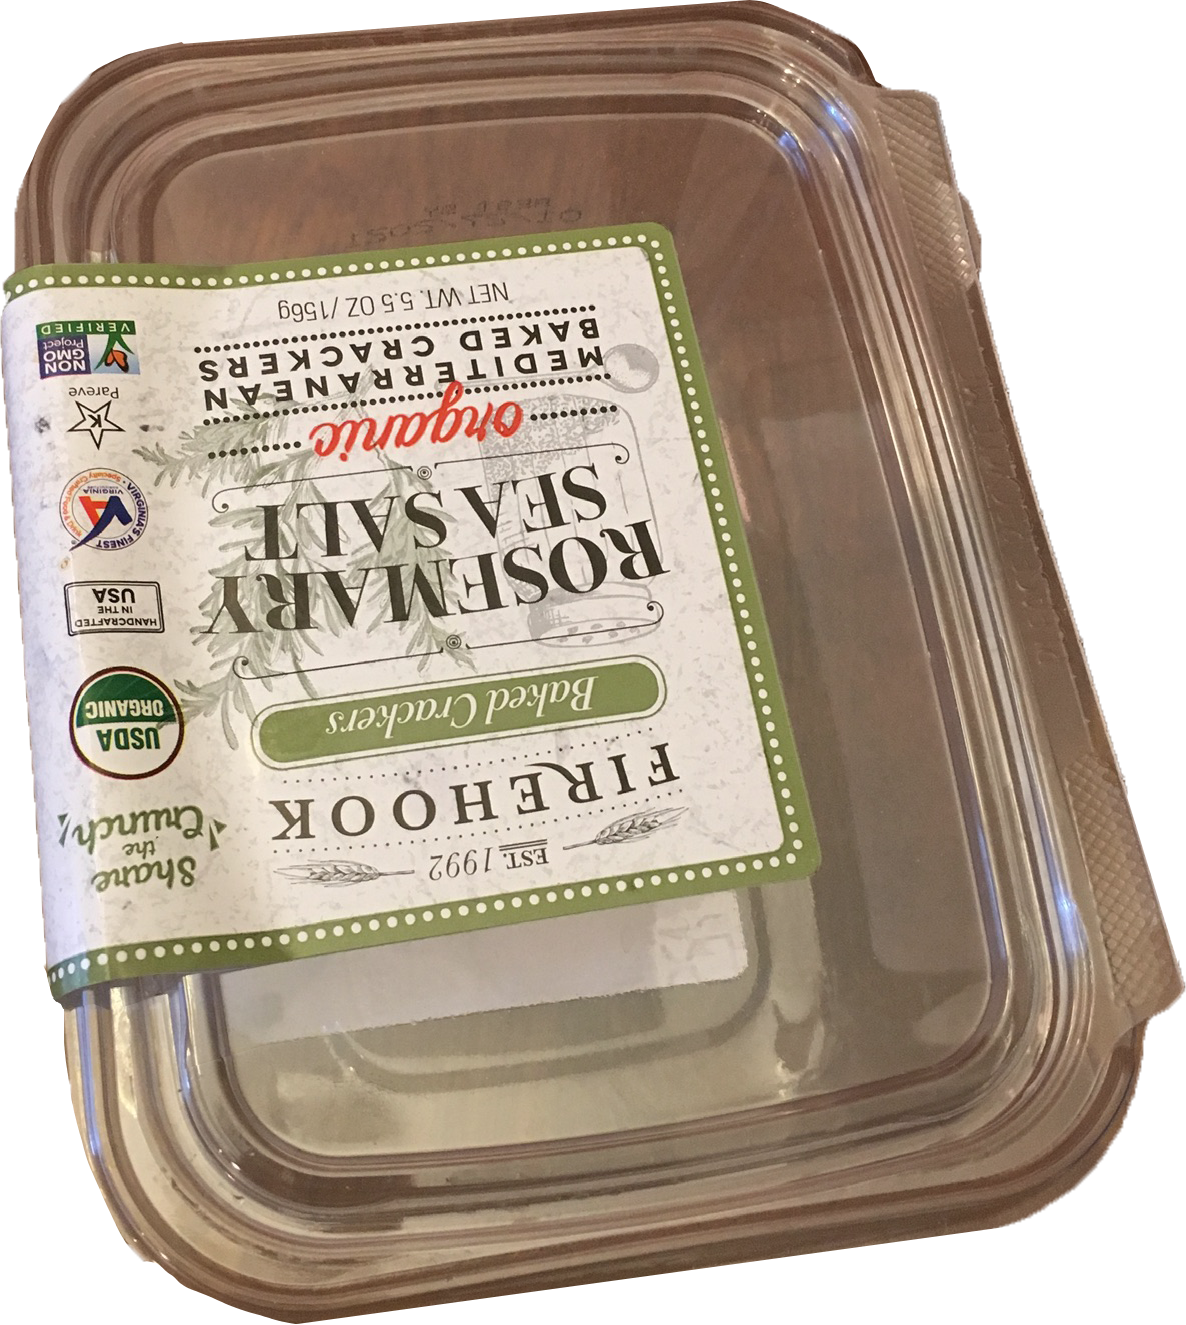 EST. 1992
FIREHOOK
Baked Crackers
ROSEMARY
SEA SALT
organic
MEDITERRANEAN
BAKED CRACKERS
NET WT. 5.5 OZ / 156g
Share
the
Crunch
USDA
ORGANIC
HANDCRAFTED
IN THE
USA
VIRGINIA'S FINEST
VIRGINIA
K
Pareve
NON
GMO
Project
VERIFIED